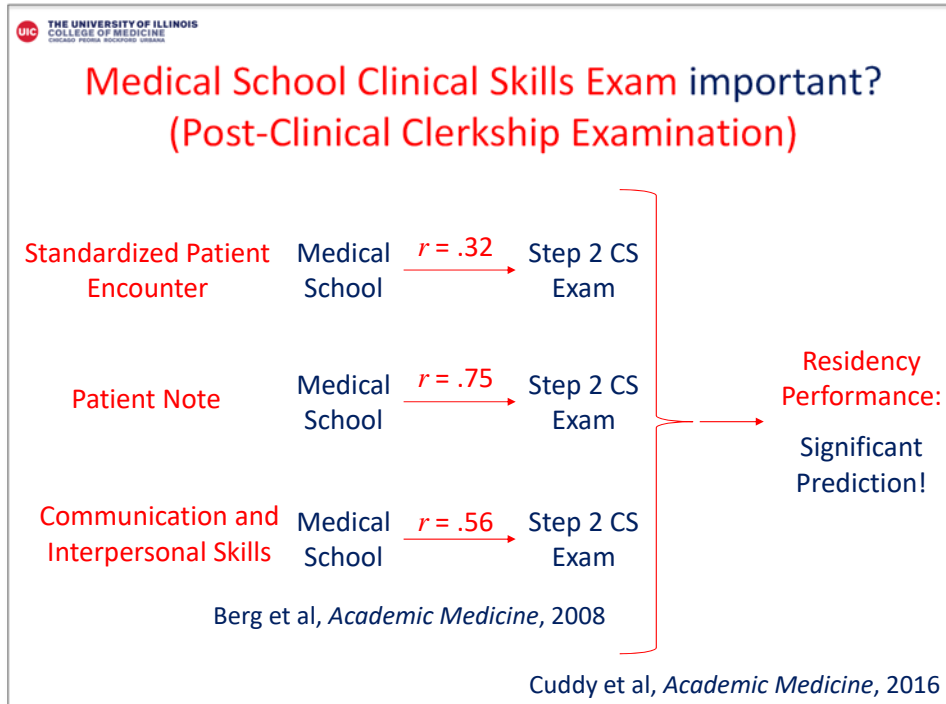 UIC
THE UNIVERSITY OF ILLINOIS
COLLEGE OF MEDICINE
CHICAGO PEORIA ROCKFORD URBANA
Medical School Clinical Skills Exam important?
(Post-Clinical Clerkship Examination)
Standardized Patient
Encounter
Medical
School
r = .32
Step 2 CS
Exam
Patient Note
Medical
School
r = .75
Step 2 CS
Exam
Communication and
Interpersonal Skills
Medical
School
r = .56
Step 2 CS
Exam
Residency
Performance:
Significant
Prediction!
Berg et al, Academic Medicine, 2008
Cuddy et al, Academic Medicine, 2016